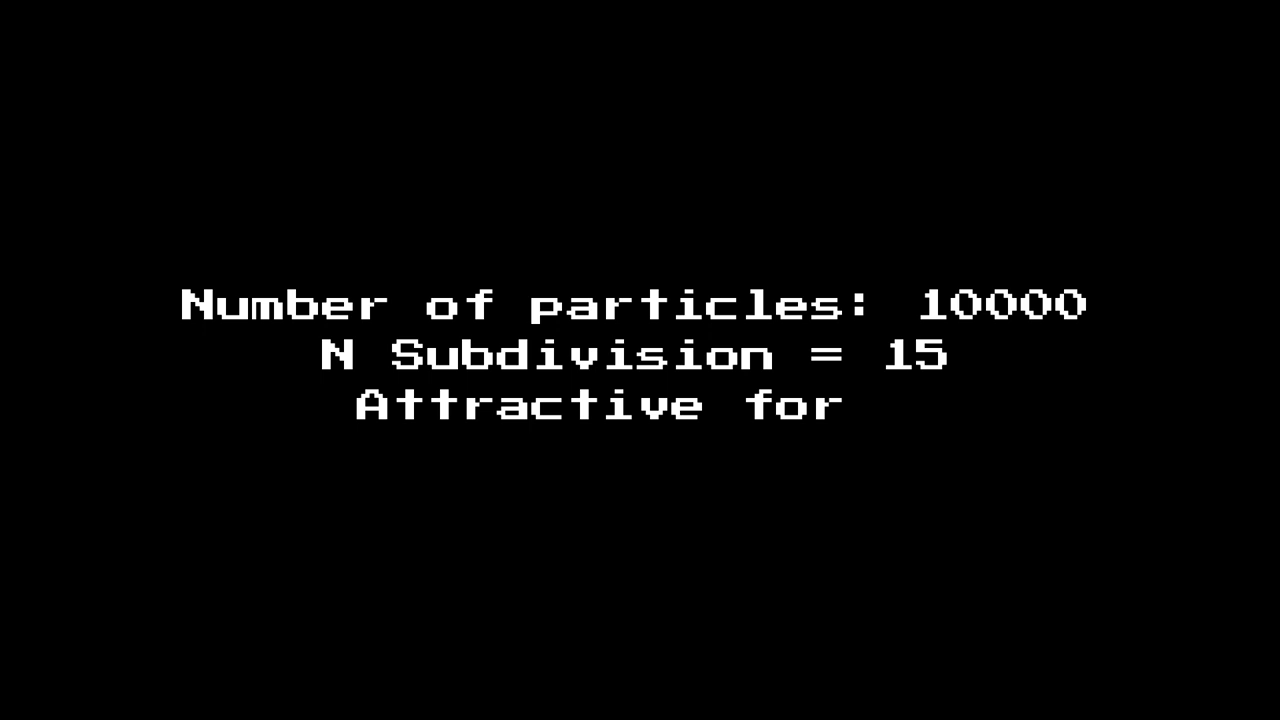 Number of particles: 10000
N Subdivision = 15
Attractive for